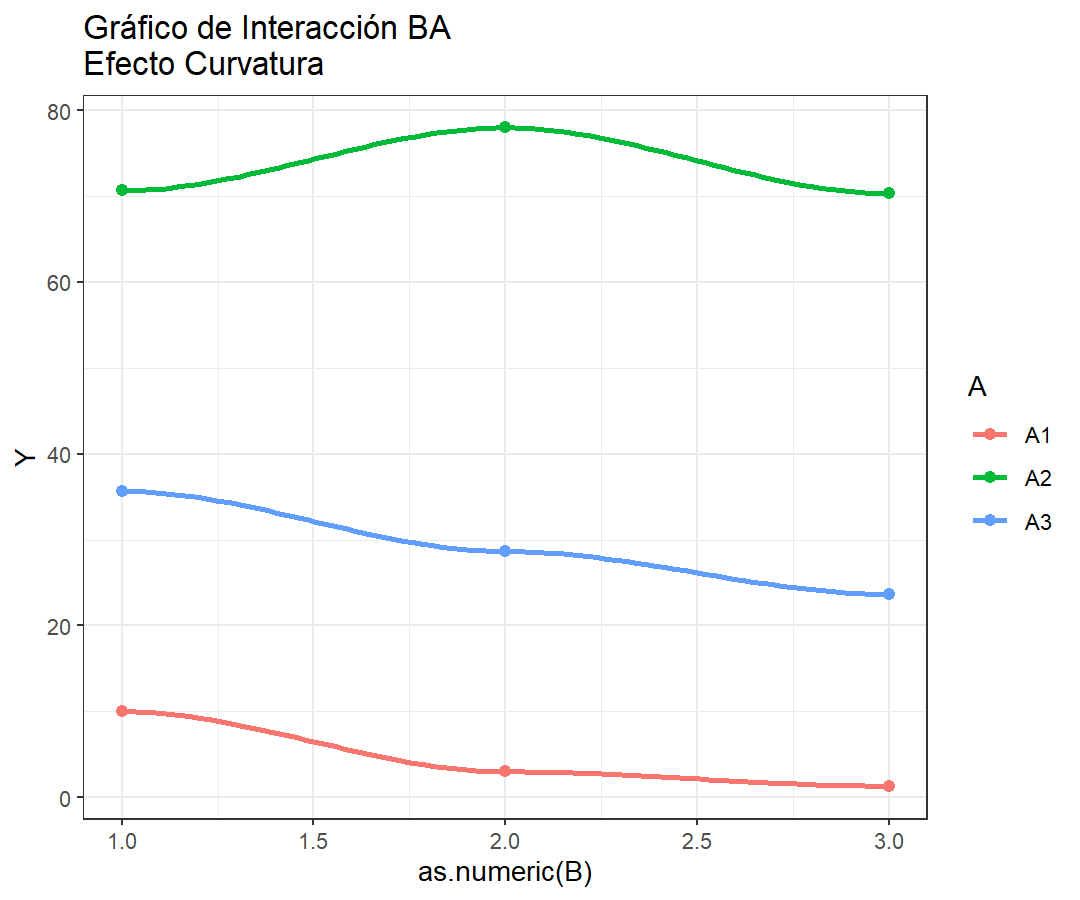 Gráfico de Interacción BA
Efecto Curvatura
80
60
40
20
0
Y
1.0 1.5 2.0 2.5 3.0
as.numeric(B)
A
A1
A2
A3